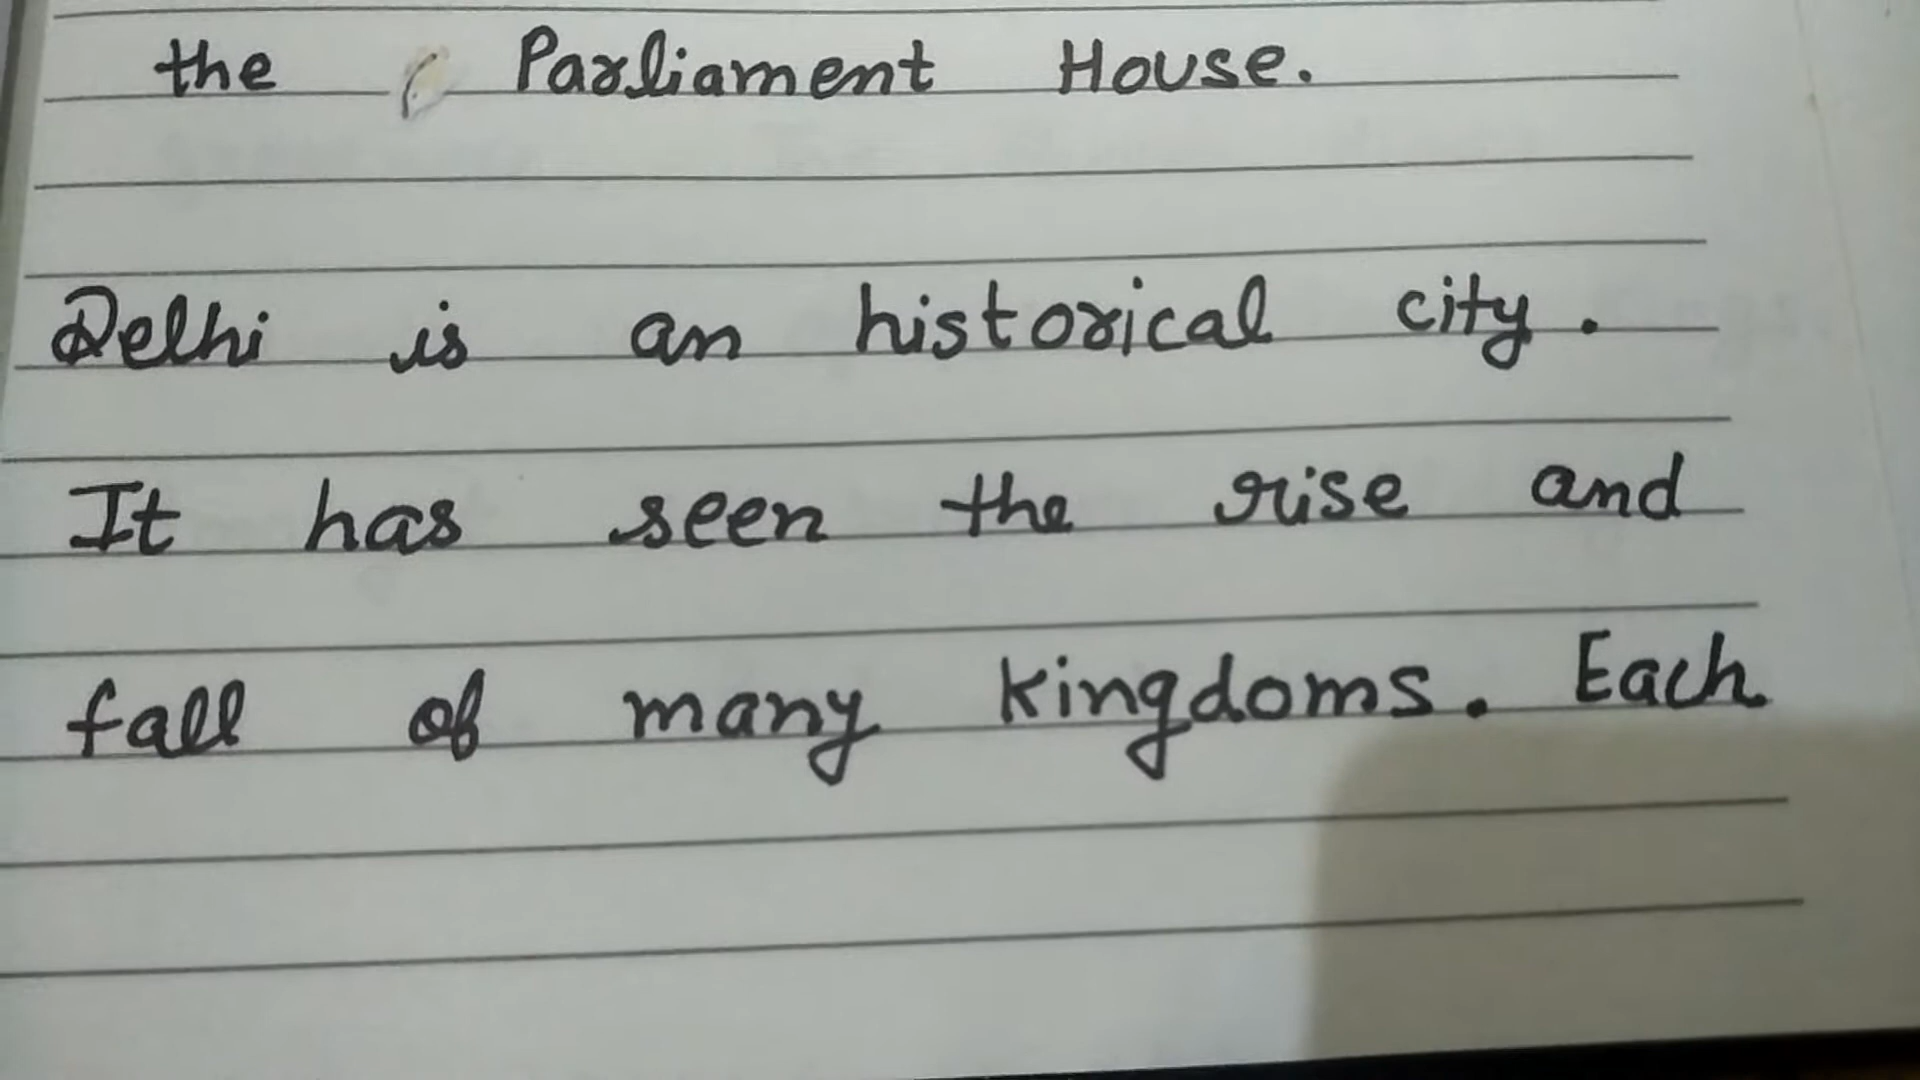 the Parliament House.
Delhi is an historical city.
It has seen the rise and
fall of many kingdoms. Each